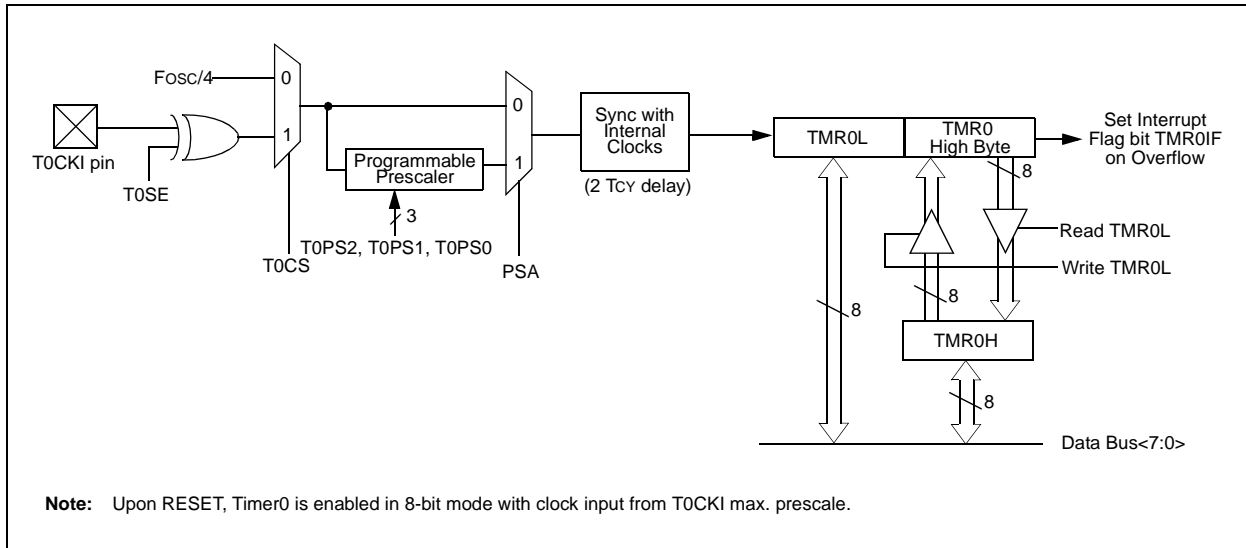 FOSC/4
0
1
T0CKI pin
T0SE
T0CS
Programmable
Prescaler
3
T0PS2, T0PS1, T0PS0
0
1
PSA
Sync with
Internal
Clocks
(2 TCY delay)
TMR0L
TMR0
High Byte
Set Interrupt
Flag bit TMR0IF
on Overflow
8
Read TMR0L
Write TMR0L
8
8
TMR0H
8
Data Bus<7:0>
Note: Upon RESET, Timer0 is enabled in 8-bit mode with clock input from T0CKI max. prescale.